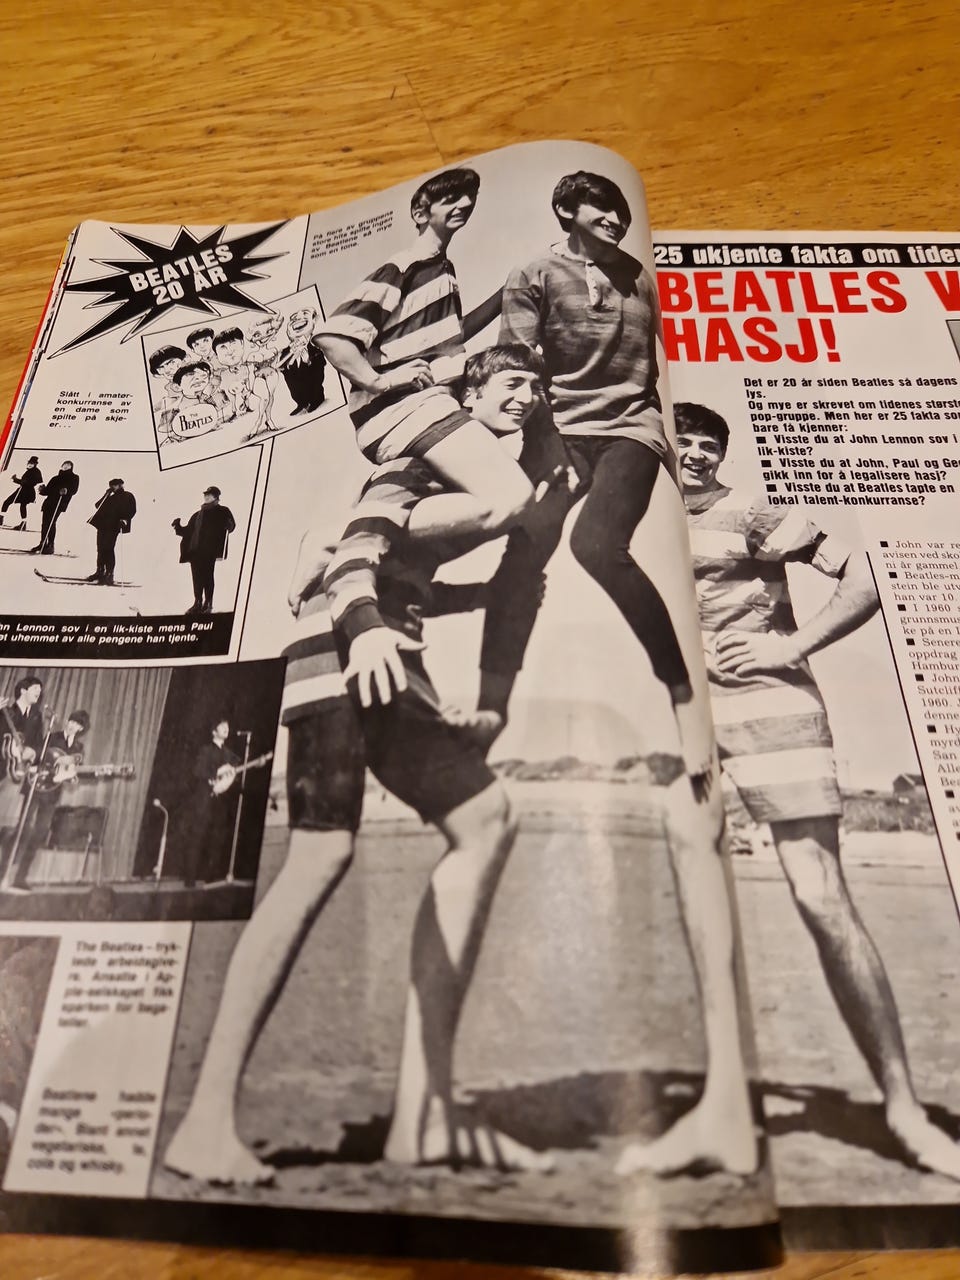 BEATLES
20 ÅR
På flere av gruppens
store hits spilte ingen
av Beatlene så mye
som en tone.
THE
BEATLES
Slått i amatør-
konkurranse av
en dame som
spilte på skje-
er...
hn Lennon sov i en lik-kiste mens Paul
et uhemmet av alle pengene han tjente.
The Beatles – fryk-
tede arbeidsgive-
re. Ansatte i Ap-
ple-selskapet fikk
sparken for baga-
teller.
Beatlene hadde
mange «perio-
der». Blant annet
vegetariske, te,
cola og whisky.
25 ukjente fakta om tiden
BEATLES V
HASJ!
Det er 20 år siden Beatles så dagens
lys.
Og mye er skrevet om tidenes største
pop-gruppe. Men her er 25 fakta som
bare få kjenner:
■ Visste du at John Lennon sov i
lik-kiste?
■ Visste du at John, Paul og Geo
gikk inn for å legalisere hasj?
■ Visste du at Beatles tapte en
lokal talent-konkurranse?
■ John var re
avisen ved sko
ni år gammel
■ Beatles-m
stein ble utv
han var 10.
■ I 1960 s
grunnsmus
ke på en l
■ Senere
oppdrag
Hambur
■ John
Sutcliff
1960. J
denne
■ Hy
myrd
San
Alle
Bea
■
av
a
■